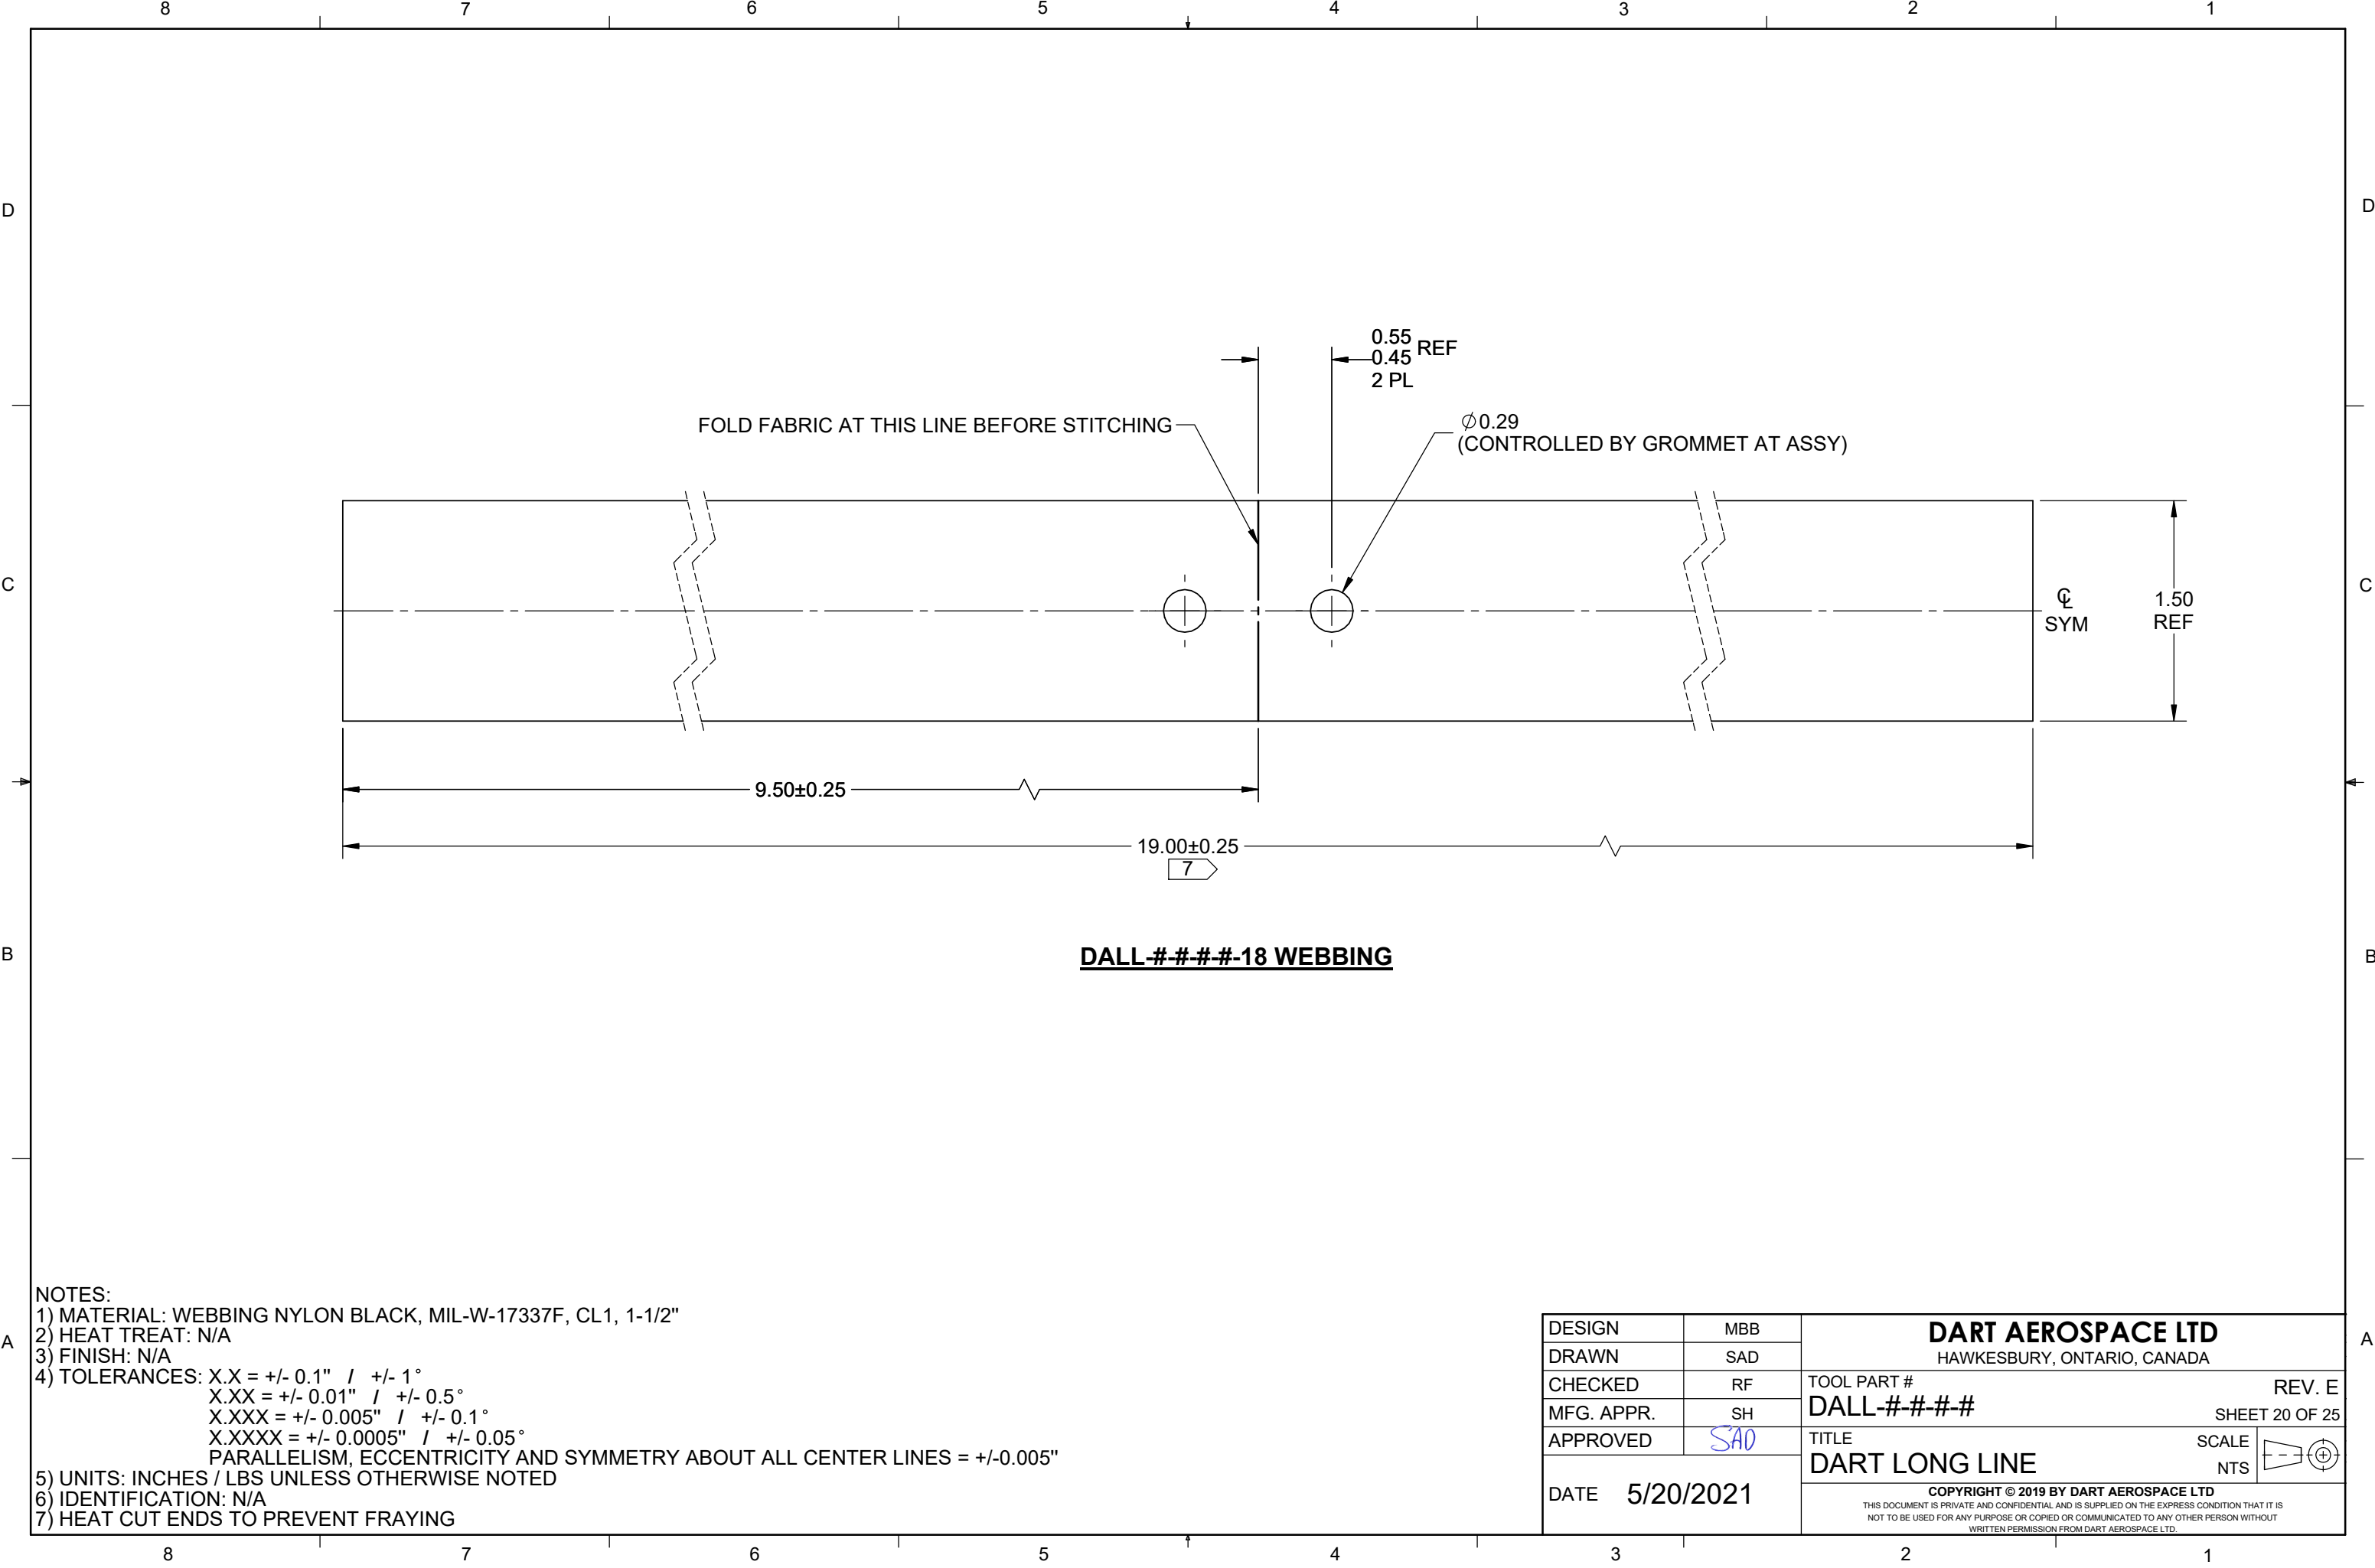 8 7 6 5 4 3 2 1
D D
0.55
0.45 REF
2 PL
FOLD FABRIC AT THIS LINE BEFORE STITCHING
⌀0.29
(CONTROLLED BY GROMMET AT ASSY)
C C
℄
SYM
1.50
REF
9.50±0.25
19.00±0.25
7
B B
DALL-#-#-#-#-18 WEBBING
A A
NOTES:
1) MATERIAL: WEBBING NYLON BLACK, MIL-W-17337F, CL1, 1-1/2"
2) HEAT TREAT: N/A
3) FINISH: N/A
4) TOLERANCES: X.X = +/- 0.1" / +/- 1°
X.XX = +/- 0.01" / +/- 0.5°
X.XXX = +/- 0.005" / +/- 0.1°
X.XXXX = +/- 0.0005" / +/- 0.05°
PARALLELISM, ECCENTRICITY AND SYMMETRY ABOUT ALL CENTER LINES = +/-0.005"
5) UNITS: INCHES / LBS UNLESS OTHERWISE NOTED
6) IDENTIFICATION: N/A
7) HEAT CUT ENDS TO PREVENT FRAYING
DESIGN MBB
DRAWN SAD
CHECKED RF
MFG. APPR. SH
APPROVED SAD
DATE 5/20/2021
DART AEROSPACE LTD
HAWKESBURY, ONTARIO, CANADA
TOOL PART # REV. E
DALL-#-#-#-# SHEET 20 OF 25
TITLE SCALE
DART LONG LINE NTS
COPYRIGHT © 2019 BY DART AEROSPACE LTD
THIS DOCUMENT IS PRIVATE AND CONFIDENTIAL AND IS SUPPLIED ON THE EXPRESS CONDITION THAT IT IS
NOT TO BE USED FOR ANY PURPOSE OR COPIED OR COMMUNICATED TO ANY OTHER PERSON WITHOUT
WRITTEN PERMISSION FROM DART AEROSPACE LTD.
8 7 6 5 4 3 2 1